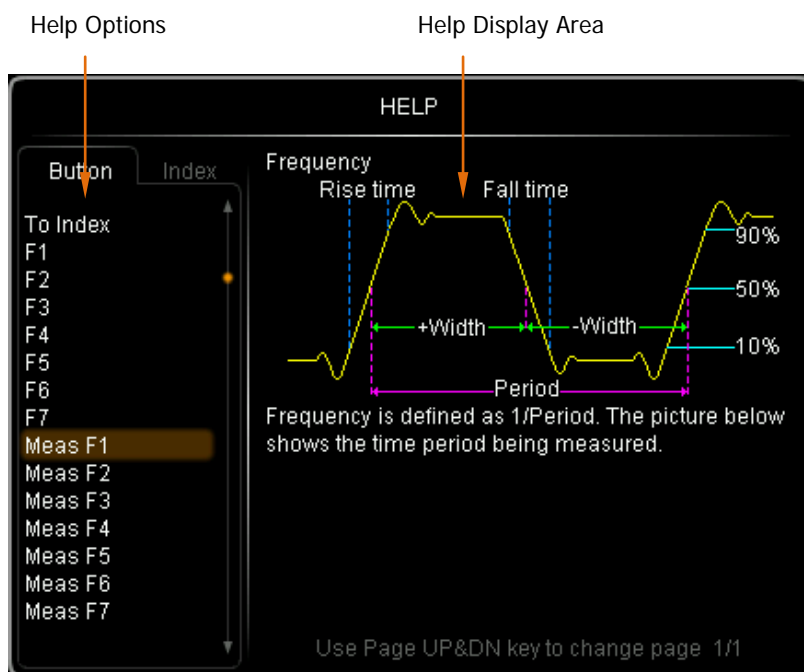 Help Options
Help Display Area
HELP
Button
Index
To Index
F1
F2
F3
F4
F5
F6
F7
Meas F1
Meas F2
Meas F3
Meas F4
Meas F5
Meas F6
Meas F7
Frequency
Rise time
Fall time
90%
50%
+Width
-Width
10%
Period
Frequency is defined as 1/Period. The picture below
shows the time period being measured.
Use Page UP&DN key to change page 1/1